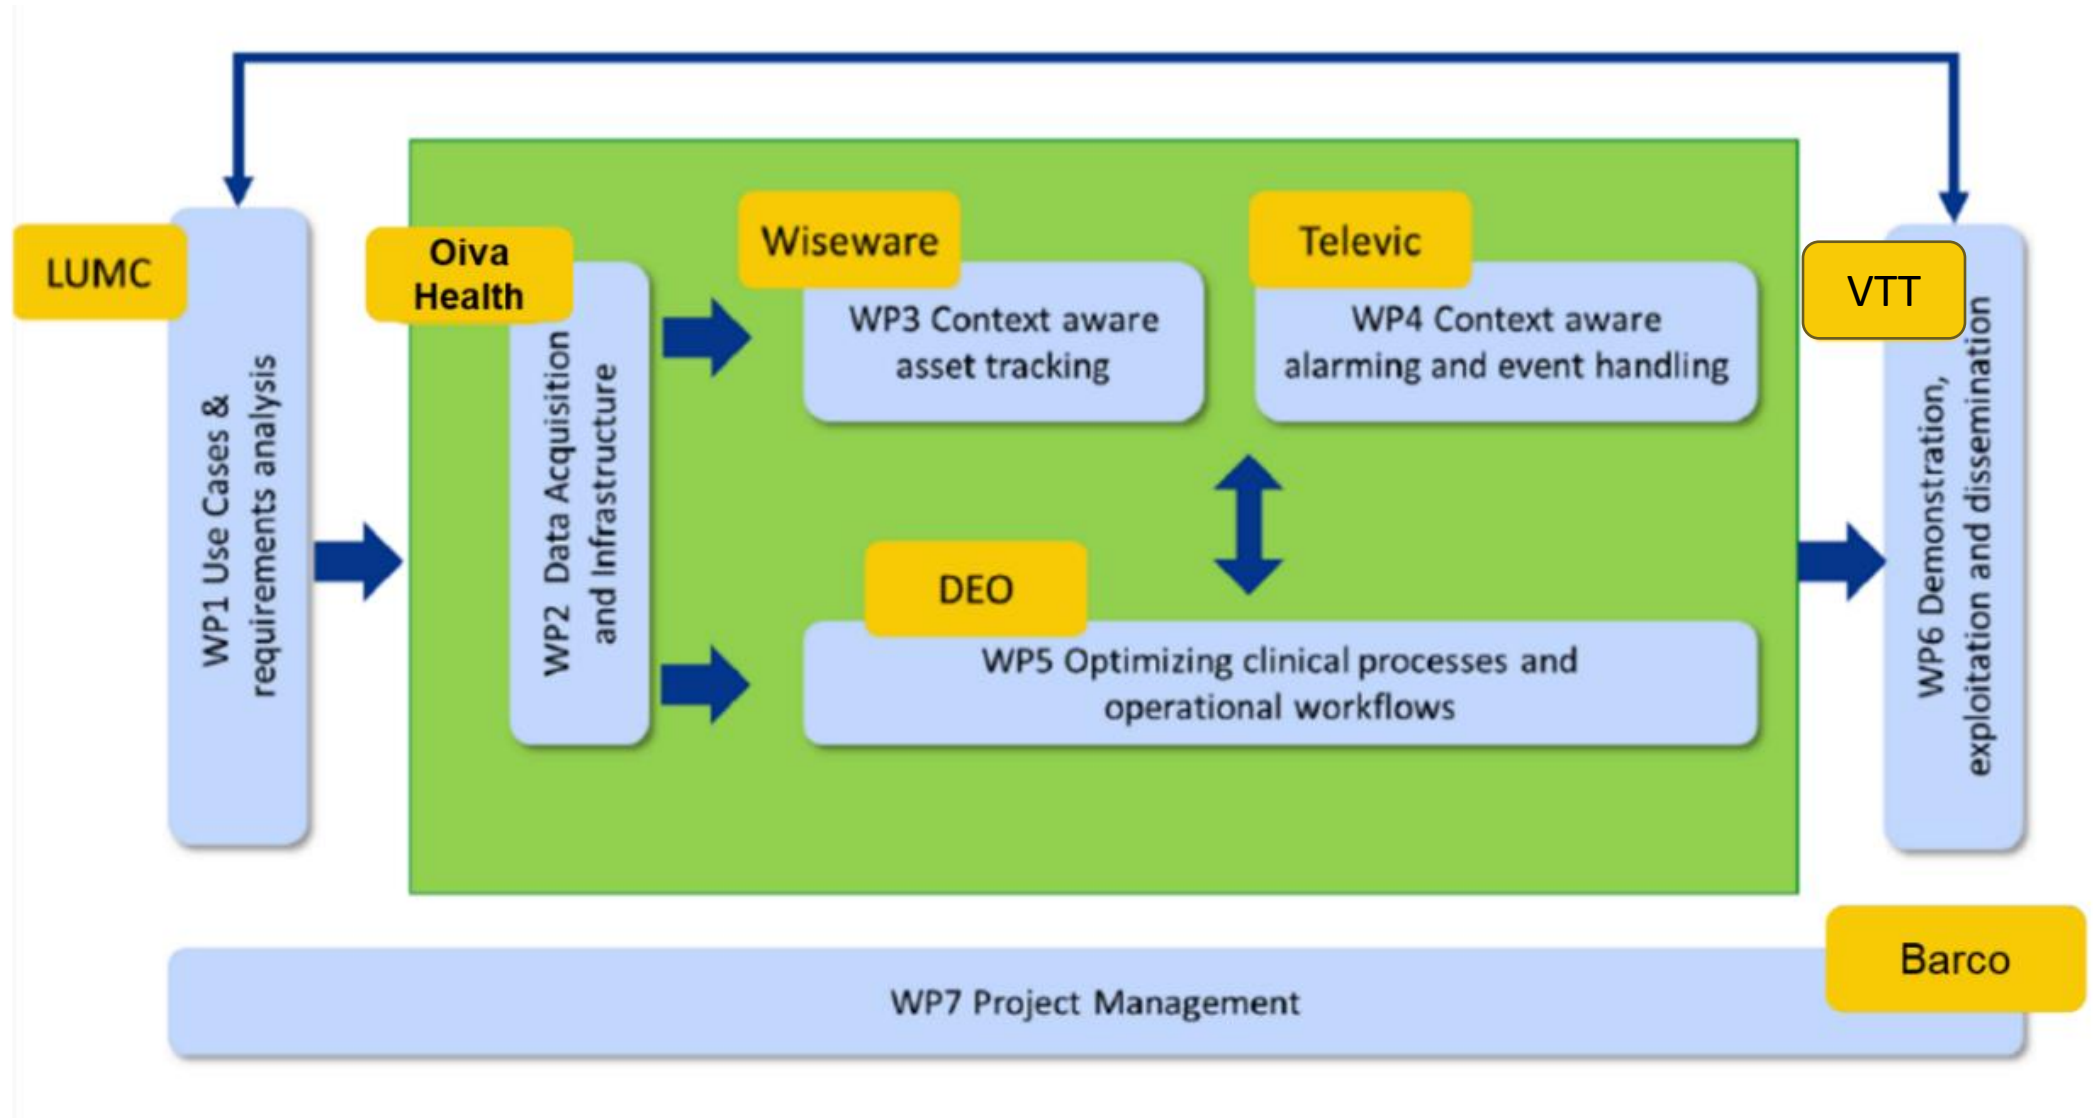 LUMC
WP1 Use Cases &
requirements analysis
Oiva
Health
WP2 Data Acquisition
and Infrastructure
Wiseware
WP3 Context aware
asset tracking
Televic
WP4 Context aware
alarming and event handling
DEO
WP5 Optimizing clinical processes and
operational workflows
VTT
WP6 Demonstration,
exploitation and dissemination
Barco
WP7 Project Management